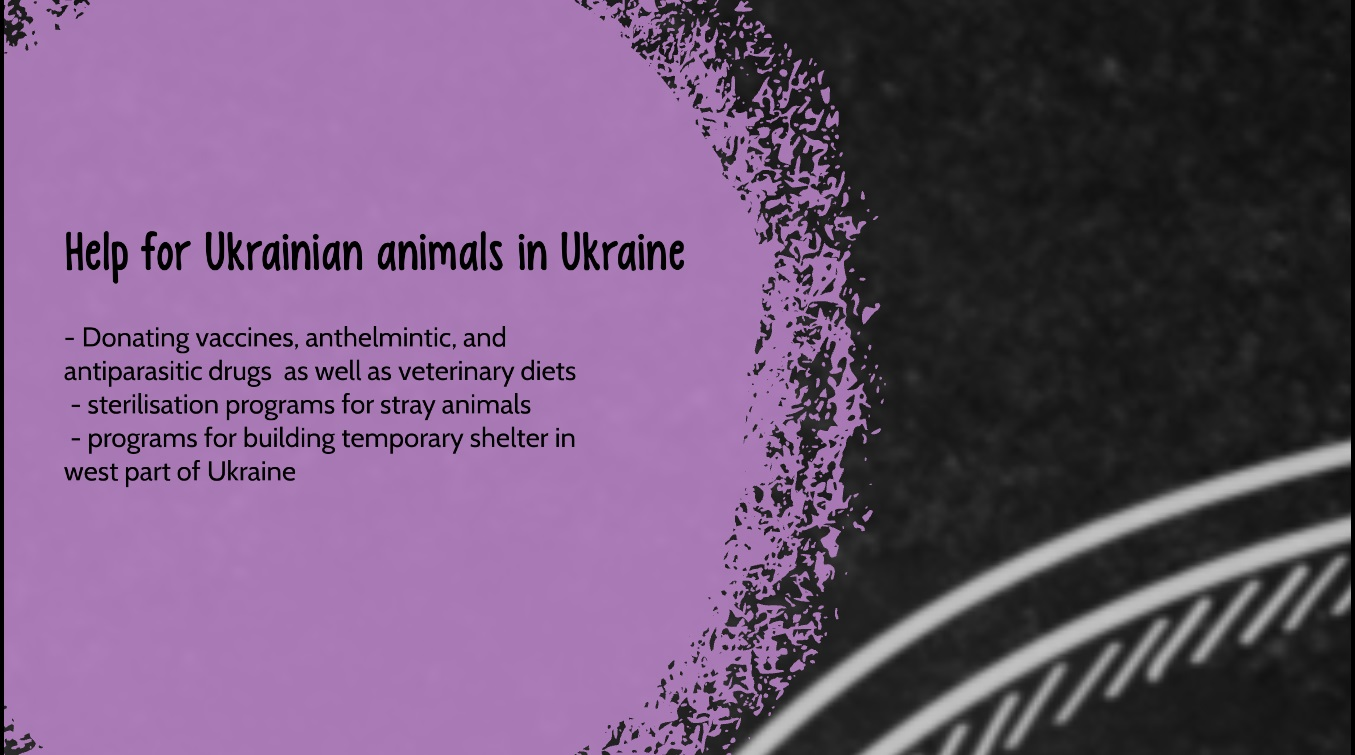 Help for Ukrainian animals in Ukraine
- Donating vaccines, anthelmintic, and
antiparasitic drugs  as well as veterinary diets
- sterilisation programs for stray animals
- programs for building temporary shelter in
west part of Ukraine